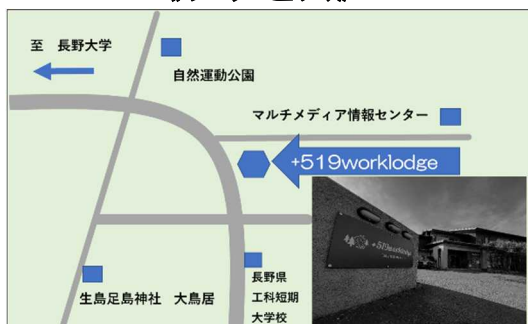 至　長野大学
自然運動公園
マルチメディア情報センター
+519worklodge
生島足島神社　大鳥居
長野県
工科短期
大学校
+519worklodge